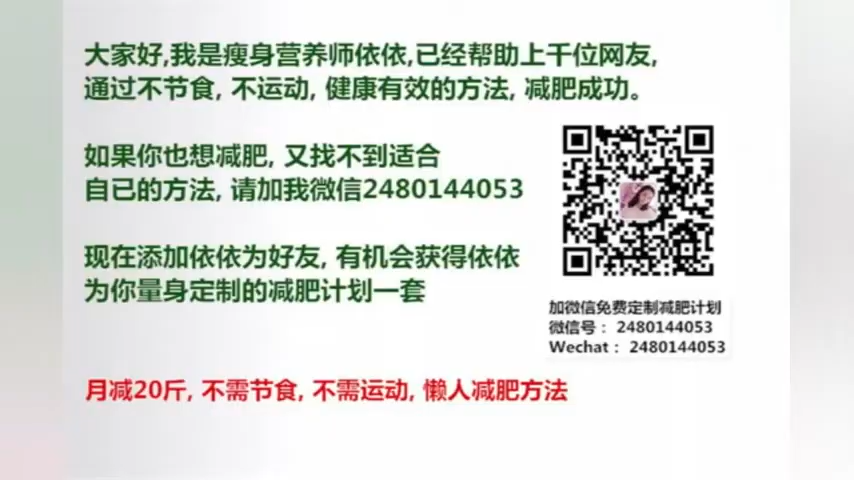 大家好,我是瘦身营养师依依,已经帮助上千位网友,
通过不节食, 不运动, 健康有效的方法, 减肥成功。
如果你也想减肥, 又找不到适合
自已的方法, 请加我微信2480144053
现在添加依依为好友, 有机会获得依依
为你量身定制的减肥计划一套
加微信免费定制减肥计划
微信号： 2480144053
Wechat： 2480144053
月减20斤, 不需节食, 不需运动, 懒人减肥方法